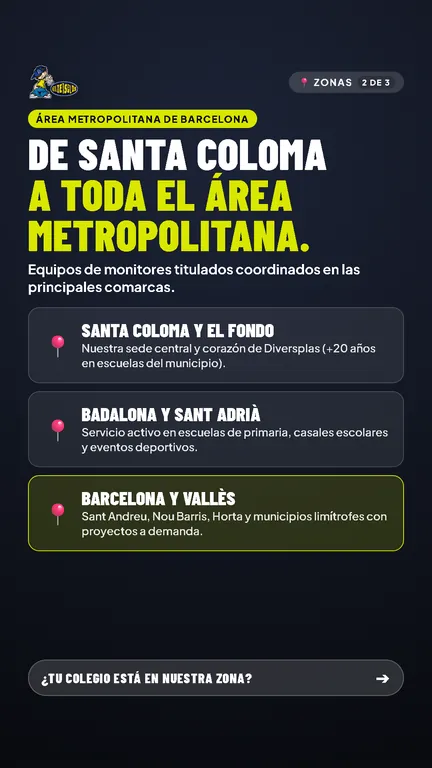 ZONAS 2 DE 3
ÁREA METROPOLITANA DE BARCELONA
DE SANTA COLOMA
A TODA EL ÁREA
METROPOLITANA.
Equipos de monitores titulados coordinados en las
principales comarcas.
SANTA COLOMA Y EL FONDO
Nuestra sede central y corazón de Diversplas (+20 años
en escuelas del municipio).
BADALONA Y SANT ADRIÀ
Servicio activo en escuelas de primaria, casales escolares
y eventos deportivos.
BARCELONA Y VALLÈS
Sant Andreu, Nou Barris, Horta y municipios limítrofes con
proyectos a demanda.
¿TU COLEGIO ESTÁ EN NUESTRA ZONA? →